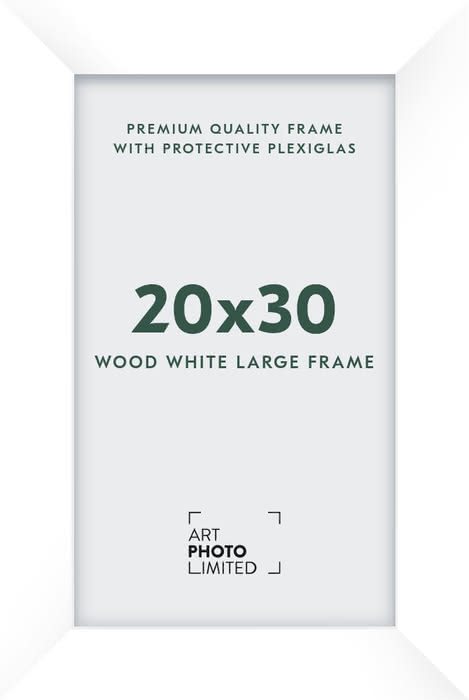 PREMIUM QUALITY FRAME
WITH PROTECTIVE PLEXIGLAS
20x30
WOOD WHITE LARGE FRAME
ART
PHOTO
LIMITED